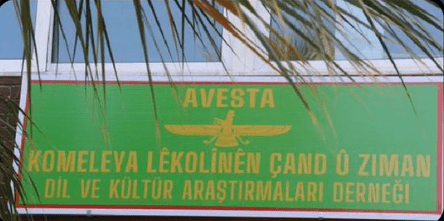 AVESTA
KOMELEYA LÊKOLÎNÊN ÇAND Û ZIMAN
DİL VE KÜLTÜR ARAŞTIRMALARI DERNEĞİ